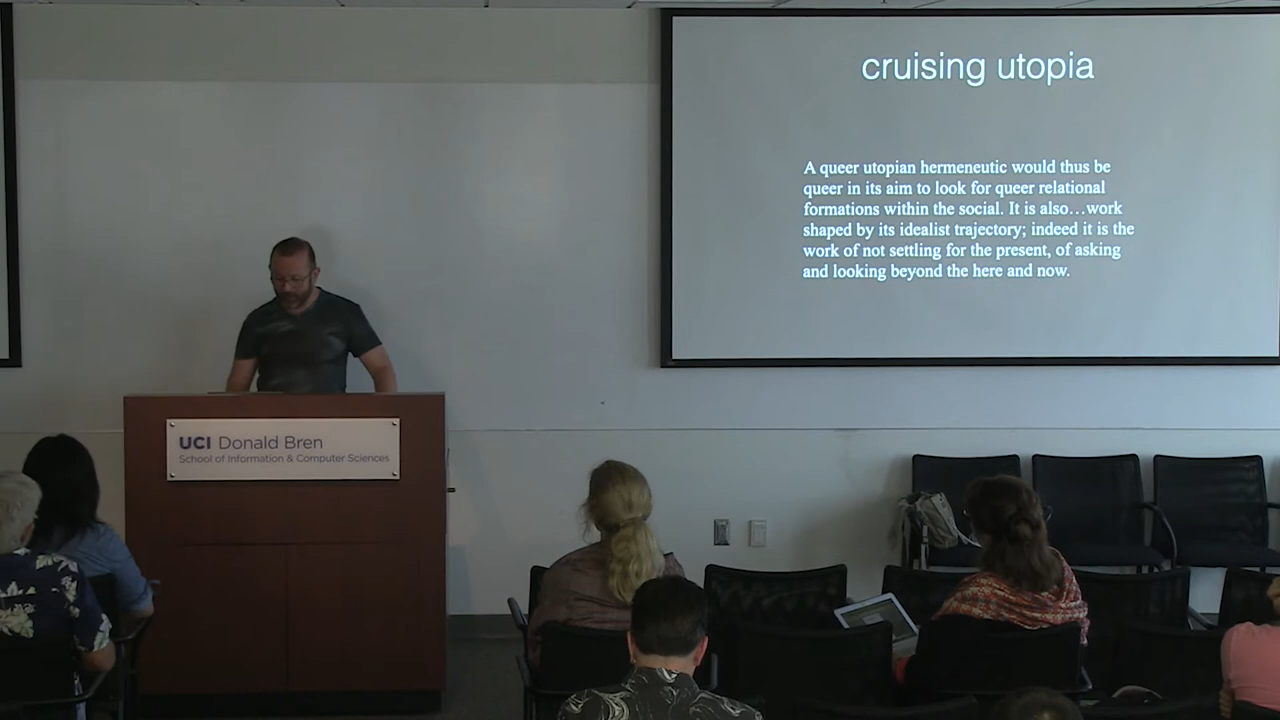 cruising utopia
A queer utopian hermeneutic would thus be
queer in its aim to look for queer relational
formations within the social. It is also…work
shaped by its idealist trajectory; indeed it is the
work of not settling for the present, of asking
and looking beyond the here and now.
UCI Donald Bren
School of Information & Computer Sciences